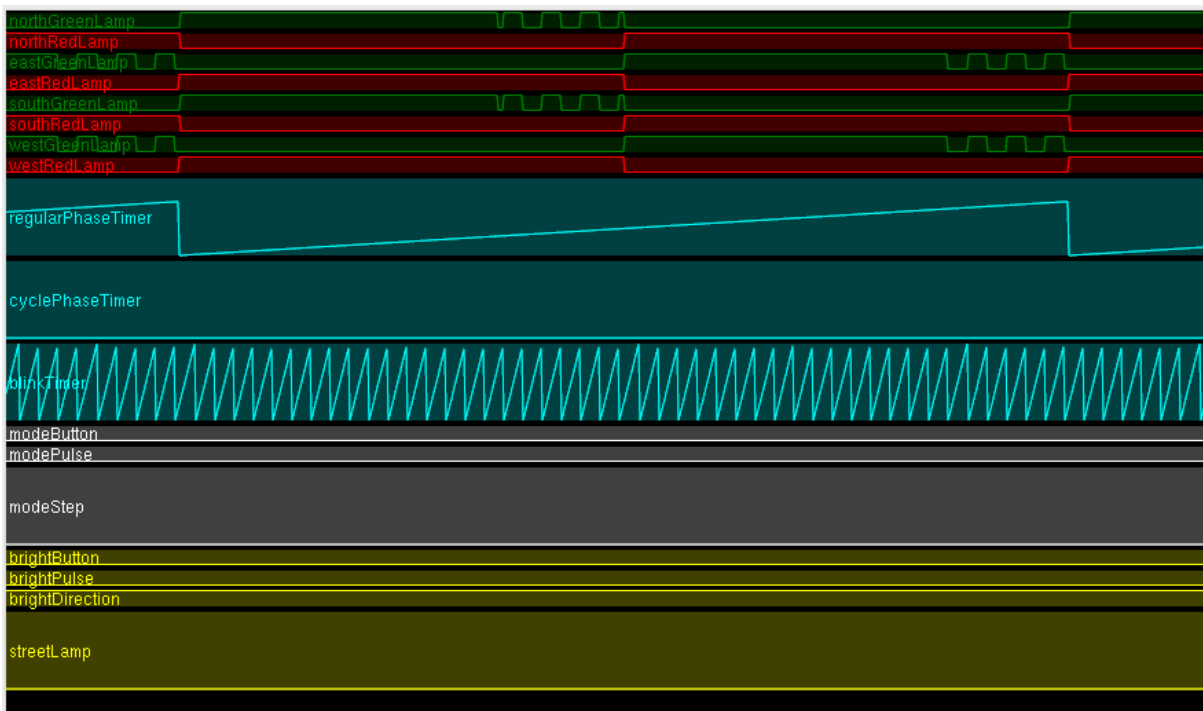 northGreenLamp
northRedLamp
eastGreenLamp
eastRedLamp
southGreenLamp
southRedLamp
westGreenLamp
westRedLamp
regularPhaseTimer
cyclePhaseTimer
blinkTimer
modeButton
modePulse
modeStep
brightButton
brightPulse
brightDirection
streetLamp